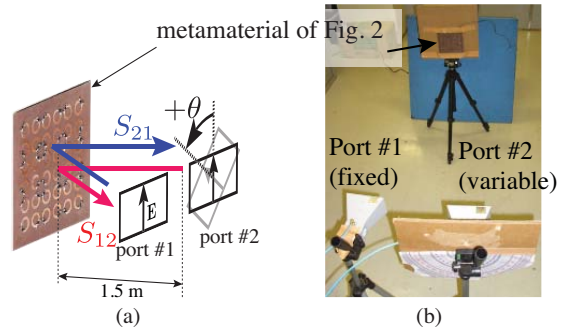 metamaterial of Fig. 2
+θ
S21
S12
E
port #1
port #2
1.5 m
(a)
Port #1
(fixed)
Port #2
(variable)
(b)